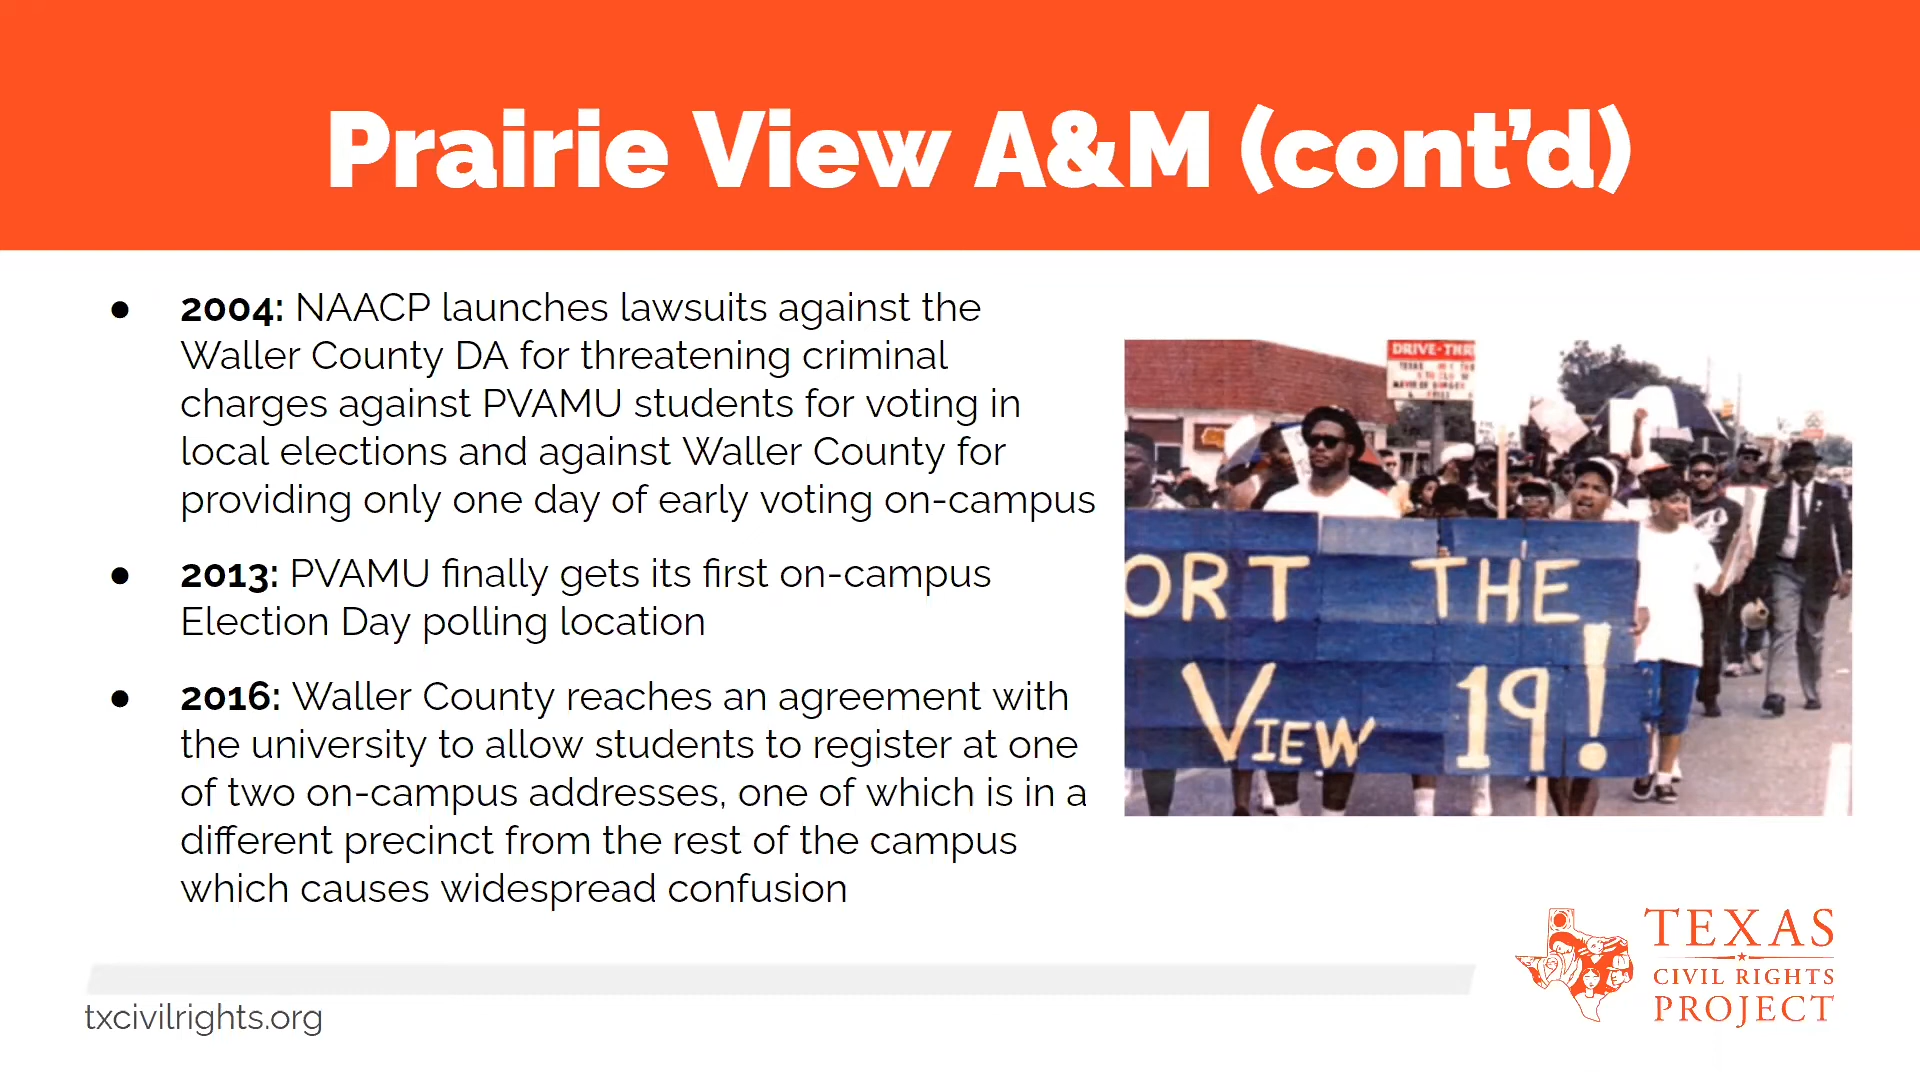 Prairie View A&M (cont’d)
● 2004: NAACP launches lawsuits against the
Waller County DA for threatening criminal
charges against PVAMU students for voting in
local elections and against Waller County for
providing only one day of early voting on-campus
● 2013: PVAMU finally gets its first on-campus
Election Day polling location
● 2016: Waller County reaches an agreement with
the university to allow students to register at one
of two on-campus addresses, one of which is in a
different precinct from the rest of the campus
which causes widespread confusion
DRIVE-THR
ORT THE
VIEW 19!
TEXAS
CIVIL RIGHTS
PROJECT
txcivilrights.org